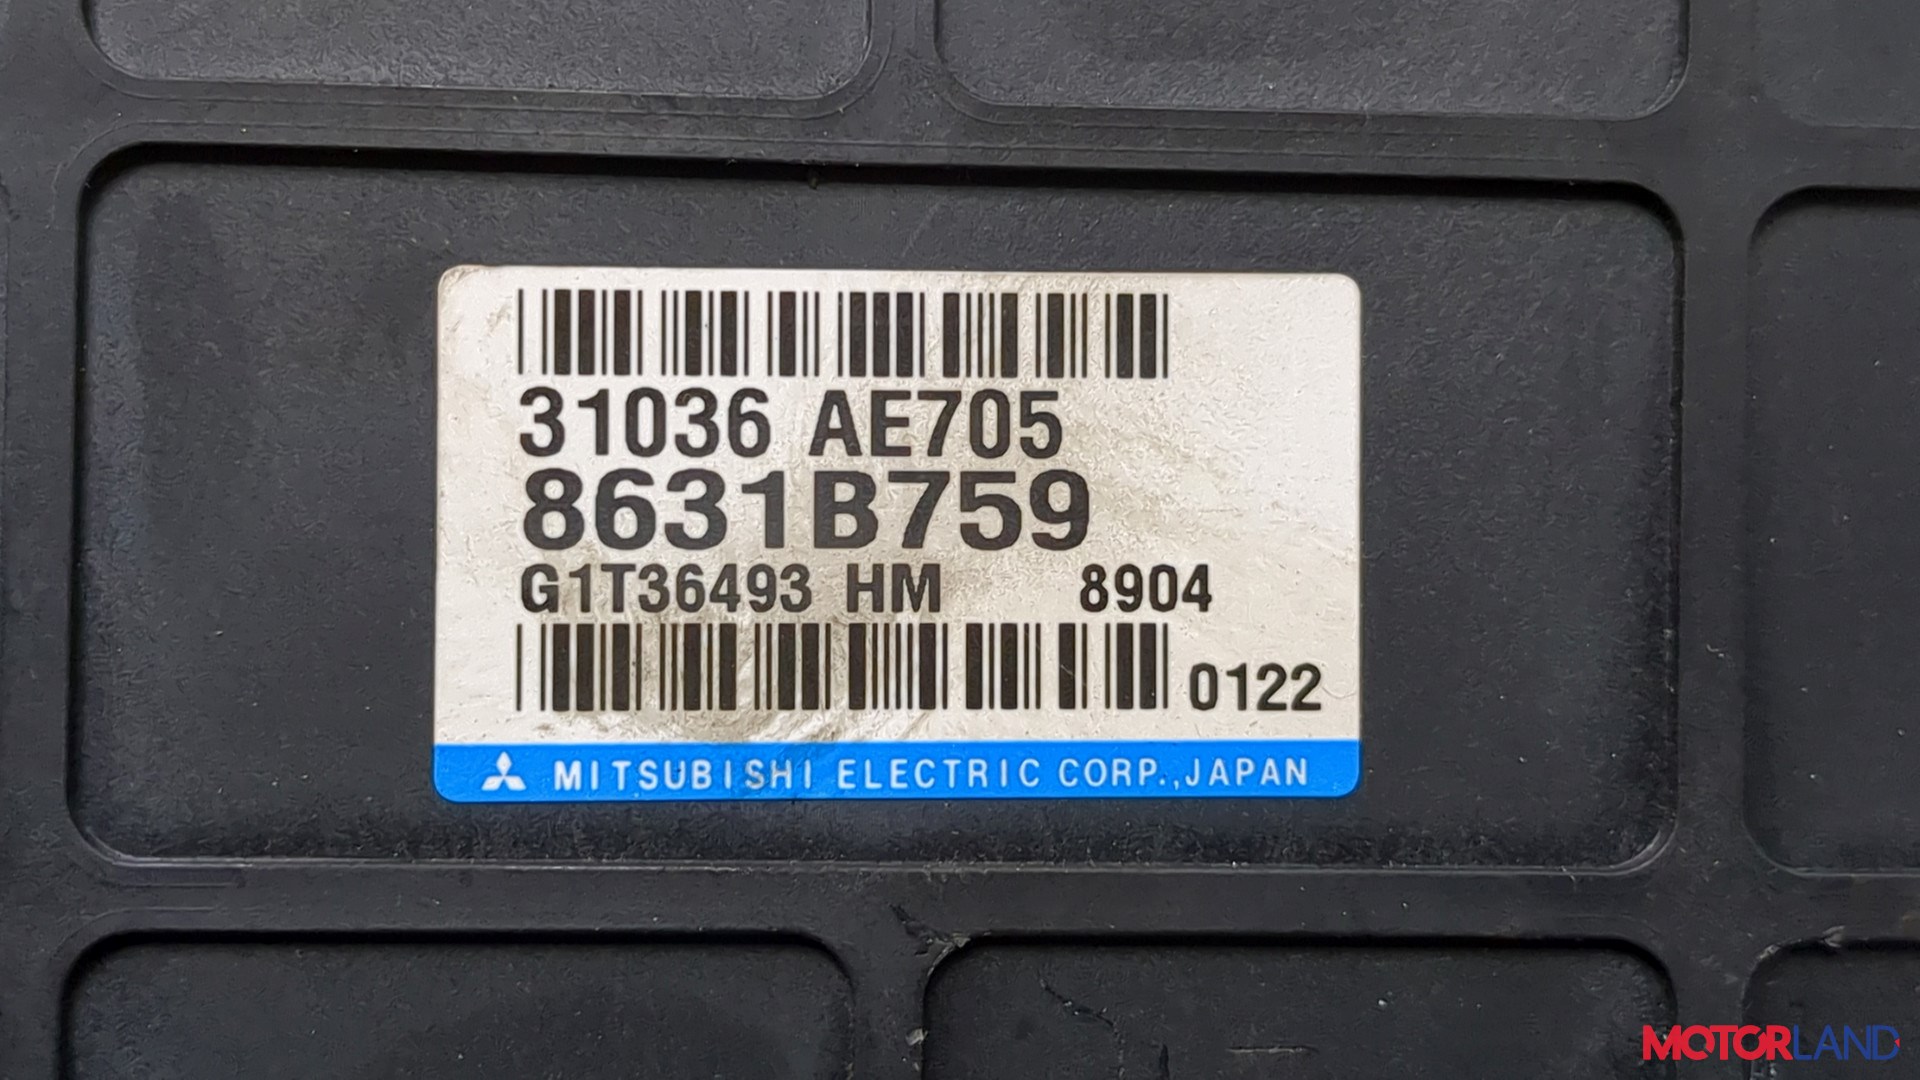 31036 AE705
8631B759
G1T36493 HM 8904
0122
MITSUBISHI ELECTRIC CORP.,JAPAN
MOTORLAND